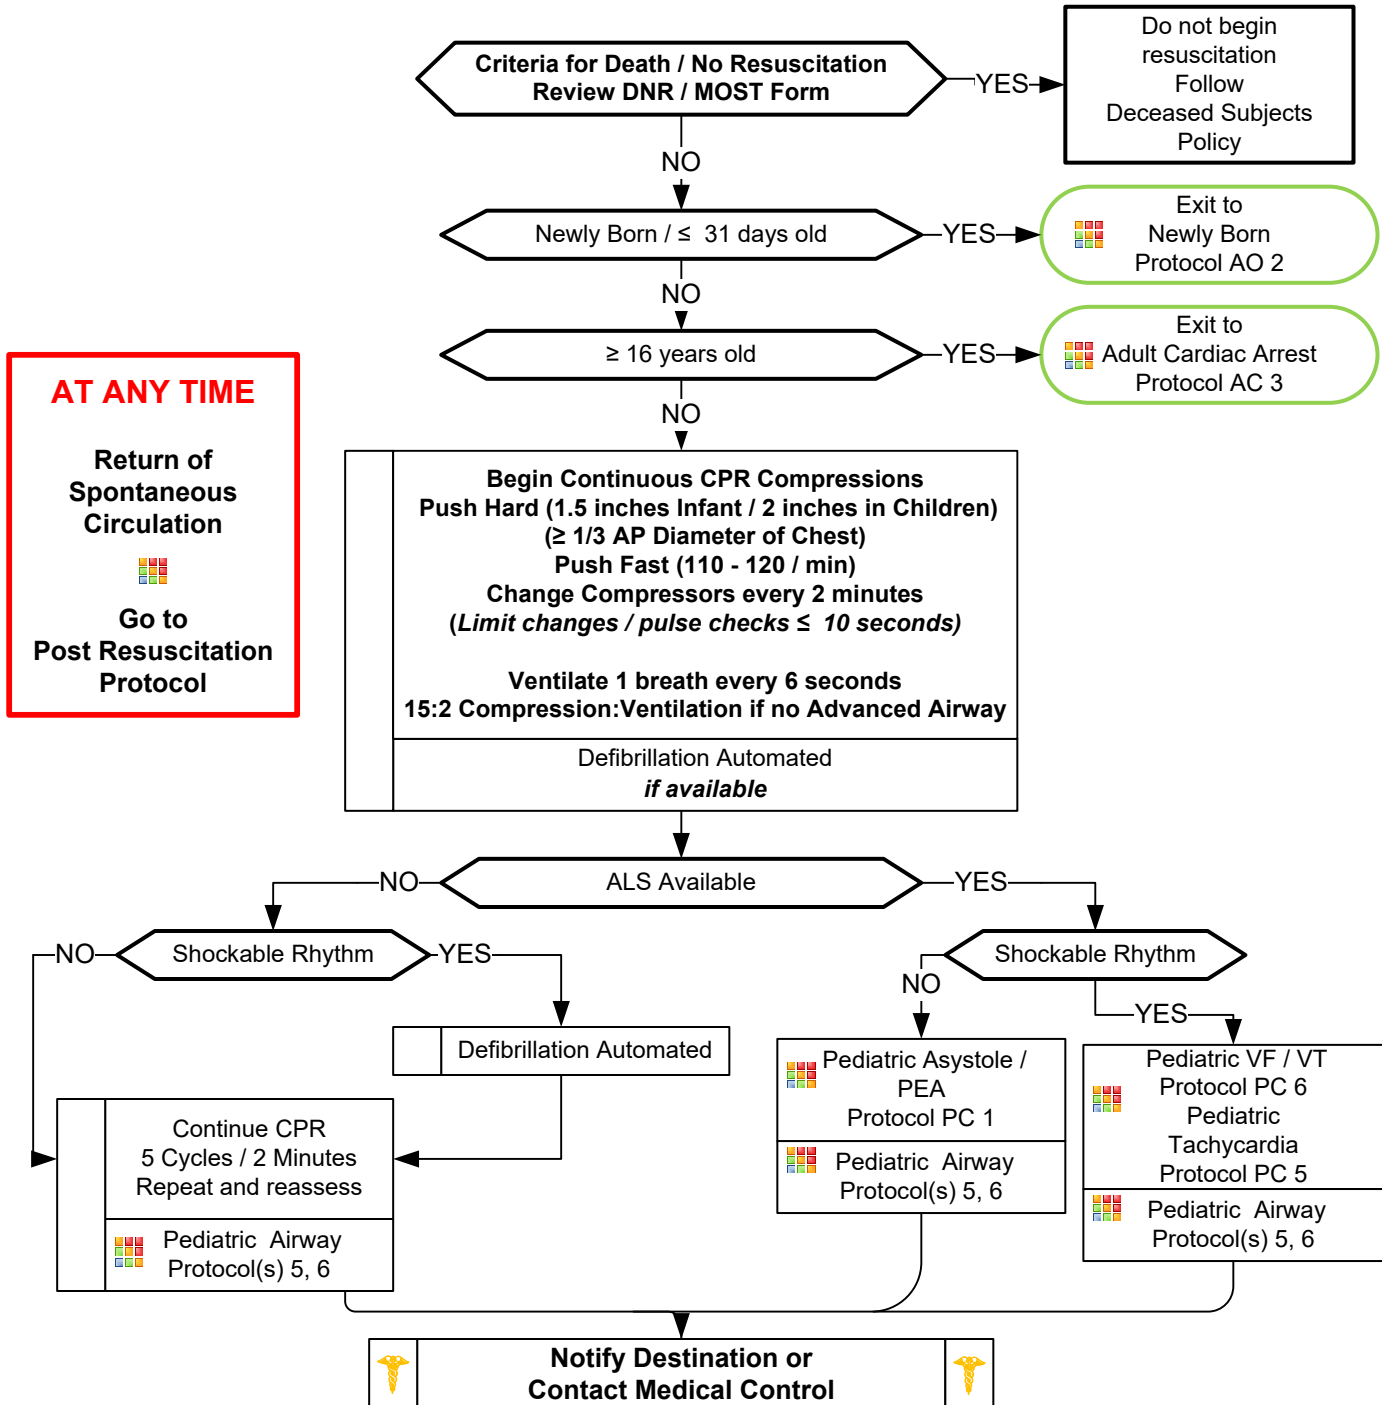 Criteria for Death / No Resuscitation
Review DNR / MOST Form
YES
Do not begin
resuscitation
Follow
Deceased Subjects
Policy
NO
Newly Born / ≤  31 days old
YES
Exit to
Newly Born
Protocol AO 2
NO
≥ 16 years old
YES
Exit to
Adult Cardiac Arrest
Protocol AC 3
NO
AT ANY TIME
Return of
Spontaneous
Circulation
Go to
Post Resuscitation
Protocol
Begin Continuous CPR Compressions
Push Hard (1.5 inches Infant / 2 inches in Children)
(≥ 1/3 AP Diameter of Chest)
Push Fast (110 - 120 / min)
Change Compressors every 2 minutes
(Limit changes / pulse checks ≤  10 seconds)
Ventilate 1 breath every 6 seconds
15:2 Compression:Ventilation if no Advanced Airway
Defibrillation Automated
if available
NO
ALS Available
YES
NO
Shockable Rhythm
YES
Shockable Rhythm
NO
YES
Defibrillation Automated
Continue CPR
5 Cycles / 2 Minutes
Repeat and reassess
Pediatric  Airway
Protocol(s) 5, 6
Pediatric Asystole /
PEA
Protocol PC 1
Pediatric  Airway
Protocol(s) 5, 6
Pediatric VF / VT
Protocol PC 6
Pediatric
Tachycardia
Protocol PC 5
Pediatric  Airway
Protocol(s) 5, 6
Notify Destination or
Contact Medical Control